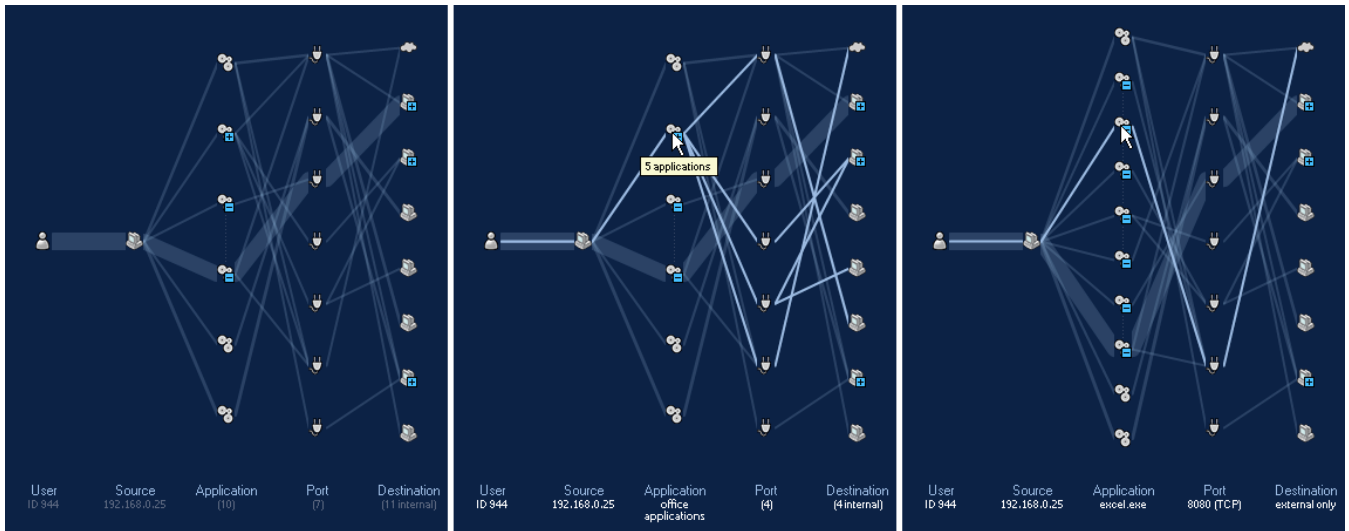 5 applications
User Source Application Port Destination
ID 944 192.168.0.25 (10) (7) (11 internal)
User Source Application Port Destination
ID 944 192.168.0.25 office (4) (4 internal)
applications
User Source Application Port Destination
ID 944 192.168.0.25 excel.exe 8080 (TCP) external only